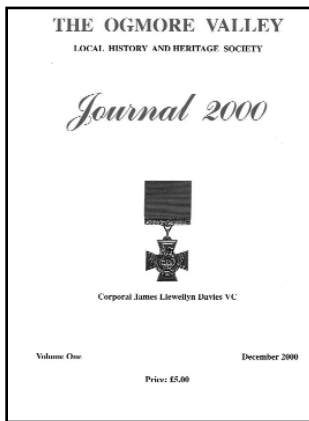 THE OGMORE VALLEY
LOCAL HISTORY AND HERITAGE SOCIETY
Journal 2000
Corporal James Llewellyn Davies VC
Volume One December 2000
Price: £5.00